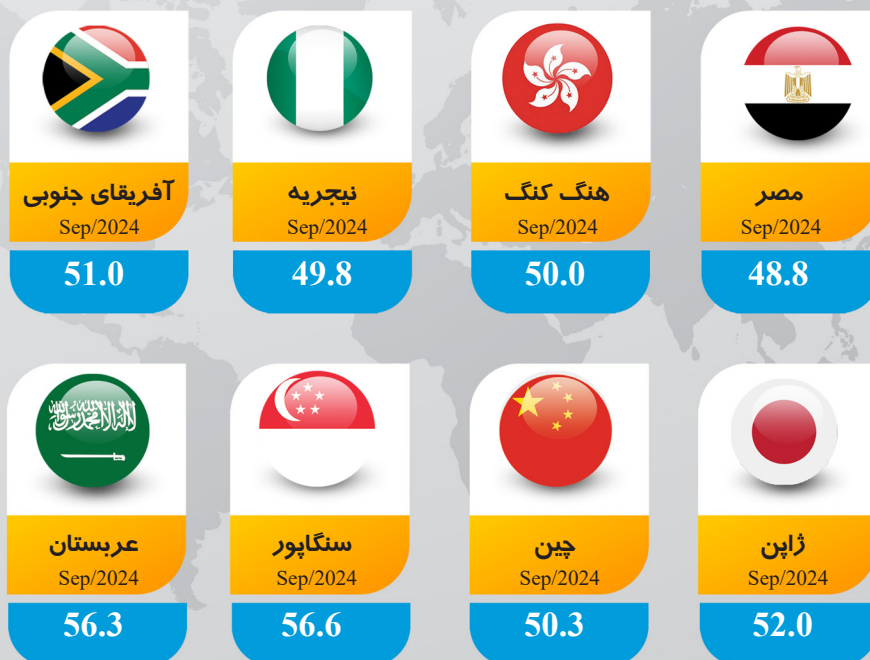 مصر
Sep/2024
48.8
هنگ کنگ
Sep/2024
50.0
نیجریه
Sep/2024
49.8
آفریقای جنوبی
Sep/2024
51.0
ژاپن
Sep/2024
52.0
چین
Sep/2024
50.3
سنگاپور
Sep/2024
56.6
عربستان
Sep/2024
56.3